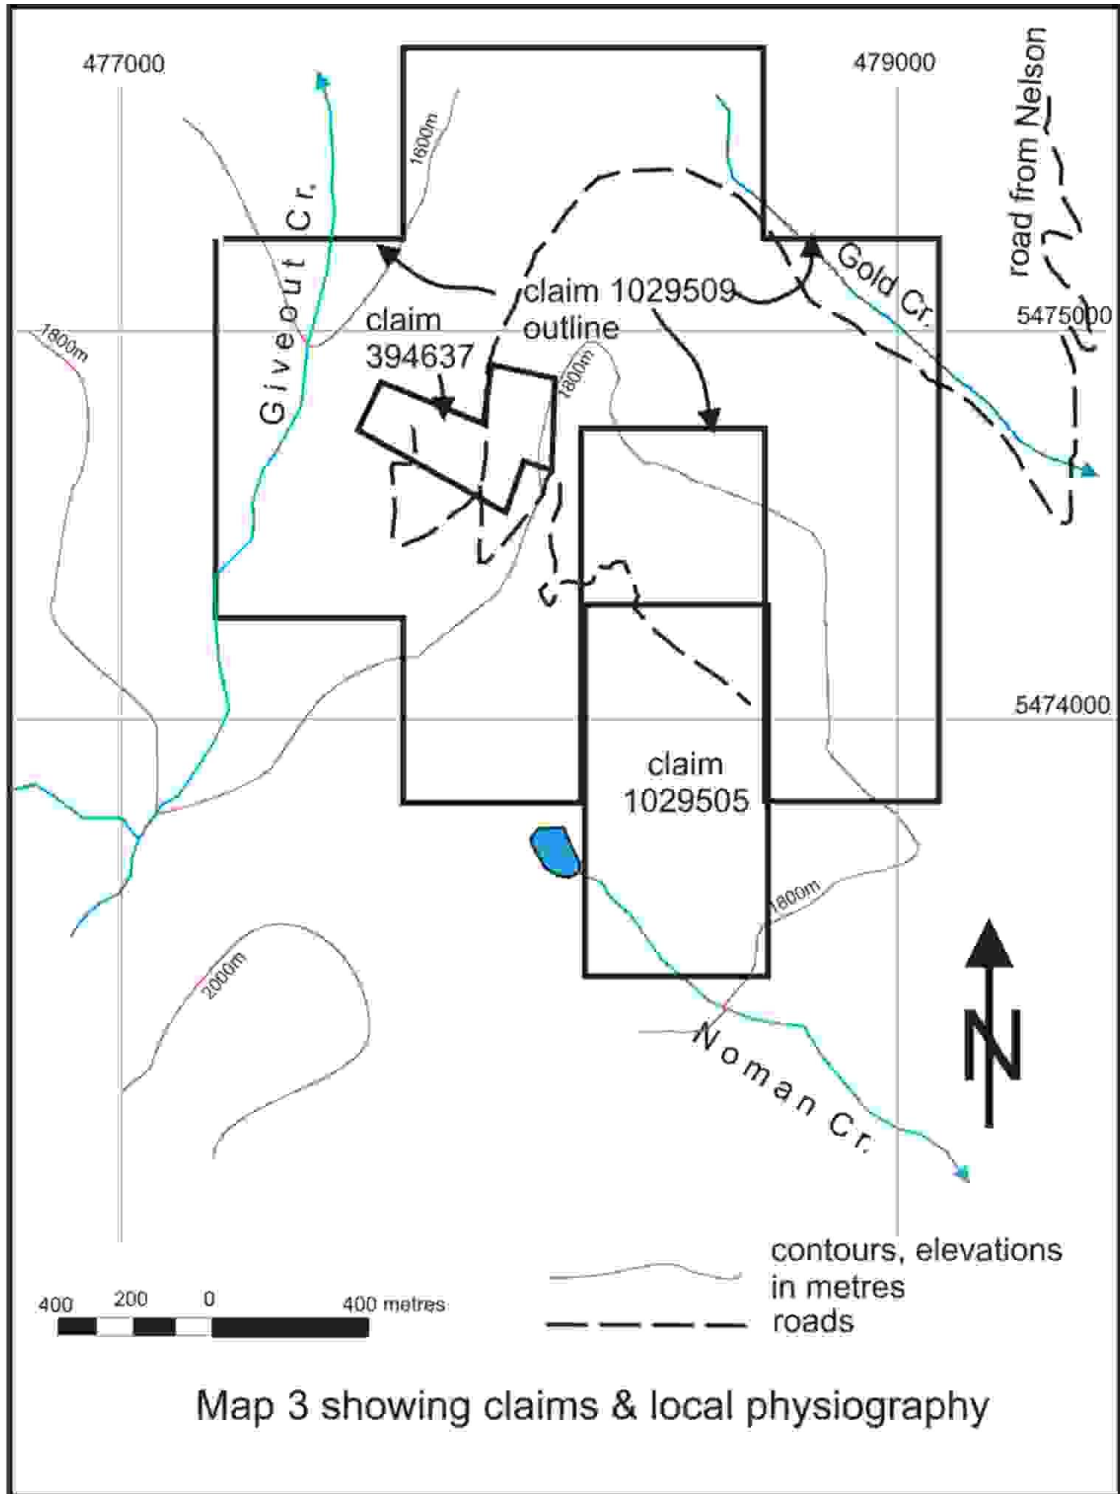 477000
479000
road from Nelson
1600m
Giveout Cr.
Gold Cr.
claim 1029509
outline
claim
394637
5475000
1800m
1800m
5474000
claim
1029505
1800m
2000m
N
Noman Cr.
contours, elevations
in metres
roads
400 200 0 400 metres
Map 3 showing claims & local physiography